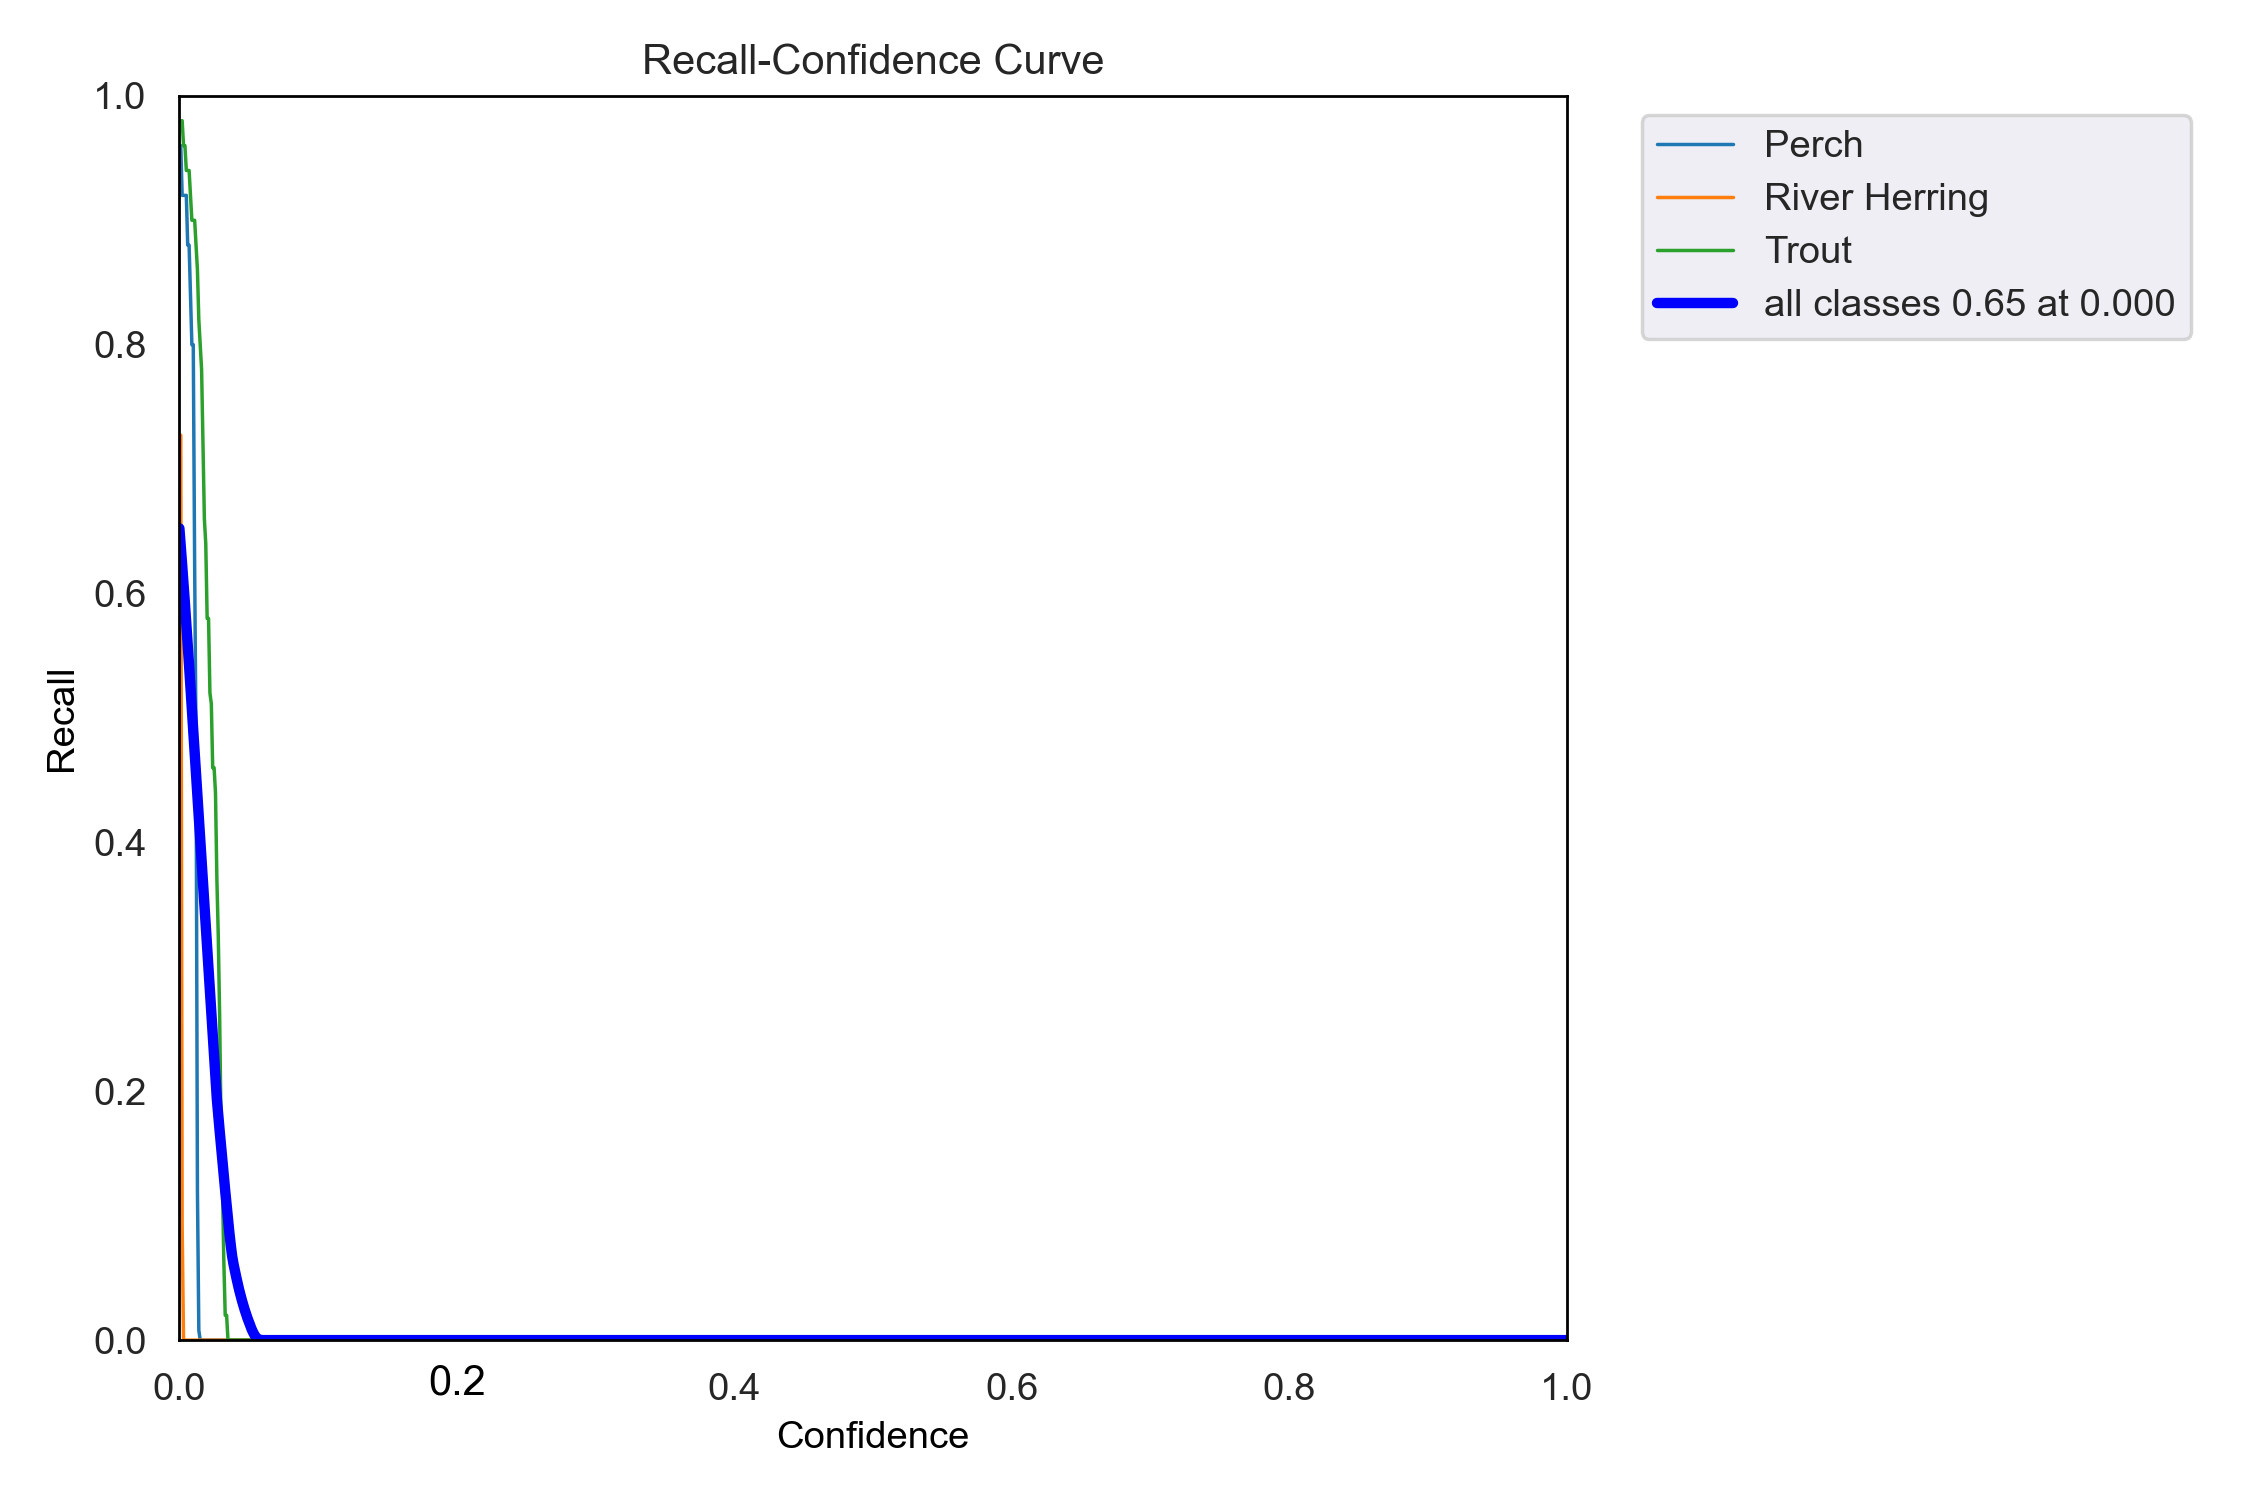 Recall-Confidence Curve
1.0
0.8
0.6
0.4
0.2
0.0
Recall
0.0 0.2 0.4 0.6 0.8 1.0
Confidence
Perch
River Herring
Trout
all classes 0.65 at 0.000